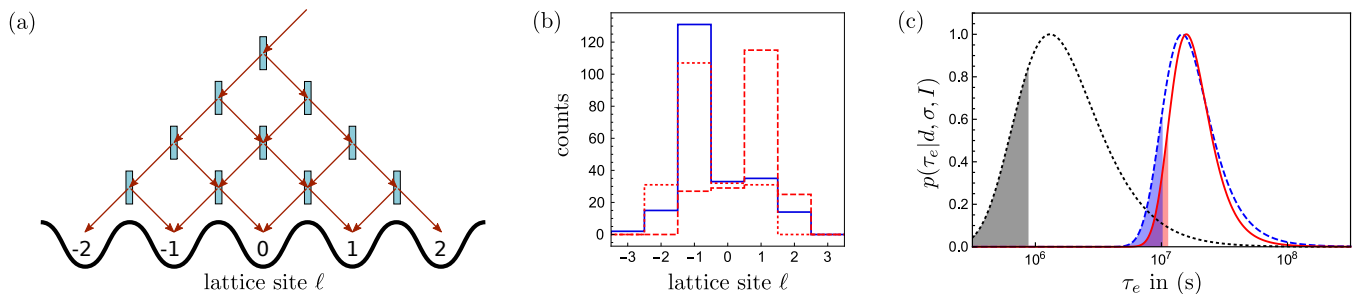 (a)
-2 -1 0 1 2
lattice site ℓ
(b)
counts
120
100
80
60
40
20
0
−3 −2 −1 0 1 2 3
lattice site ℓ
(c)
p(τₑ|d, σ, I)
1.0
0.8
0.6
0.4
0.2
0.0
10⁶ 10⁷ 10⁸
τₑ in (s)